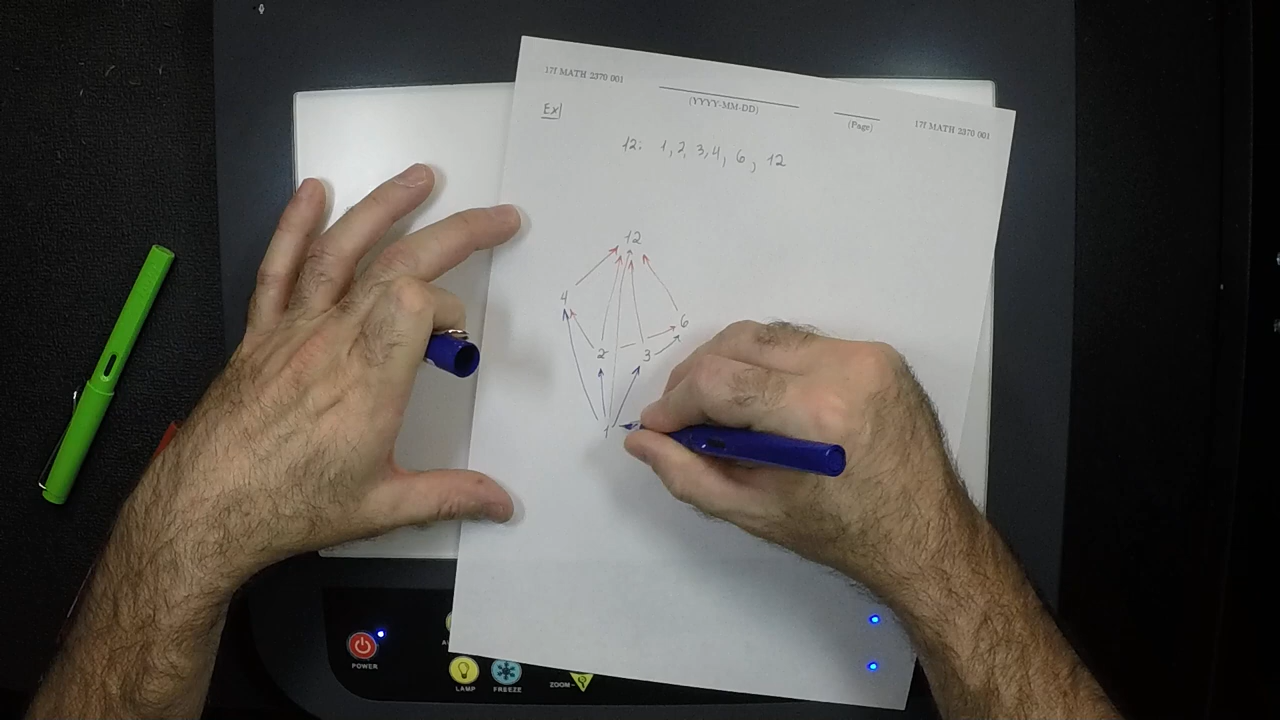 17f MATH 2370 001
(YYYY-MM-DD)
(Page)
17f MATH 2370 001
Ex
12: 1, 2, 3, 4, 6, 12
12
4
6
2
3
1
POWER
LAMP
FREEZE
ZOOM-